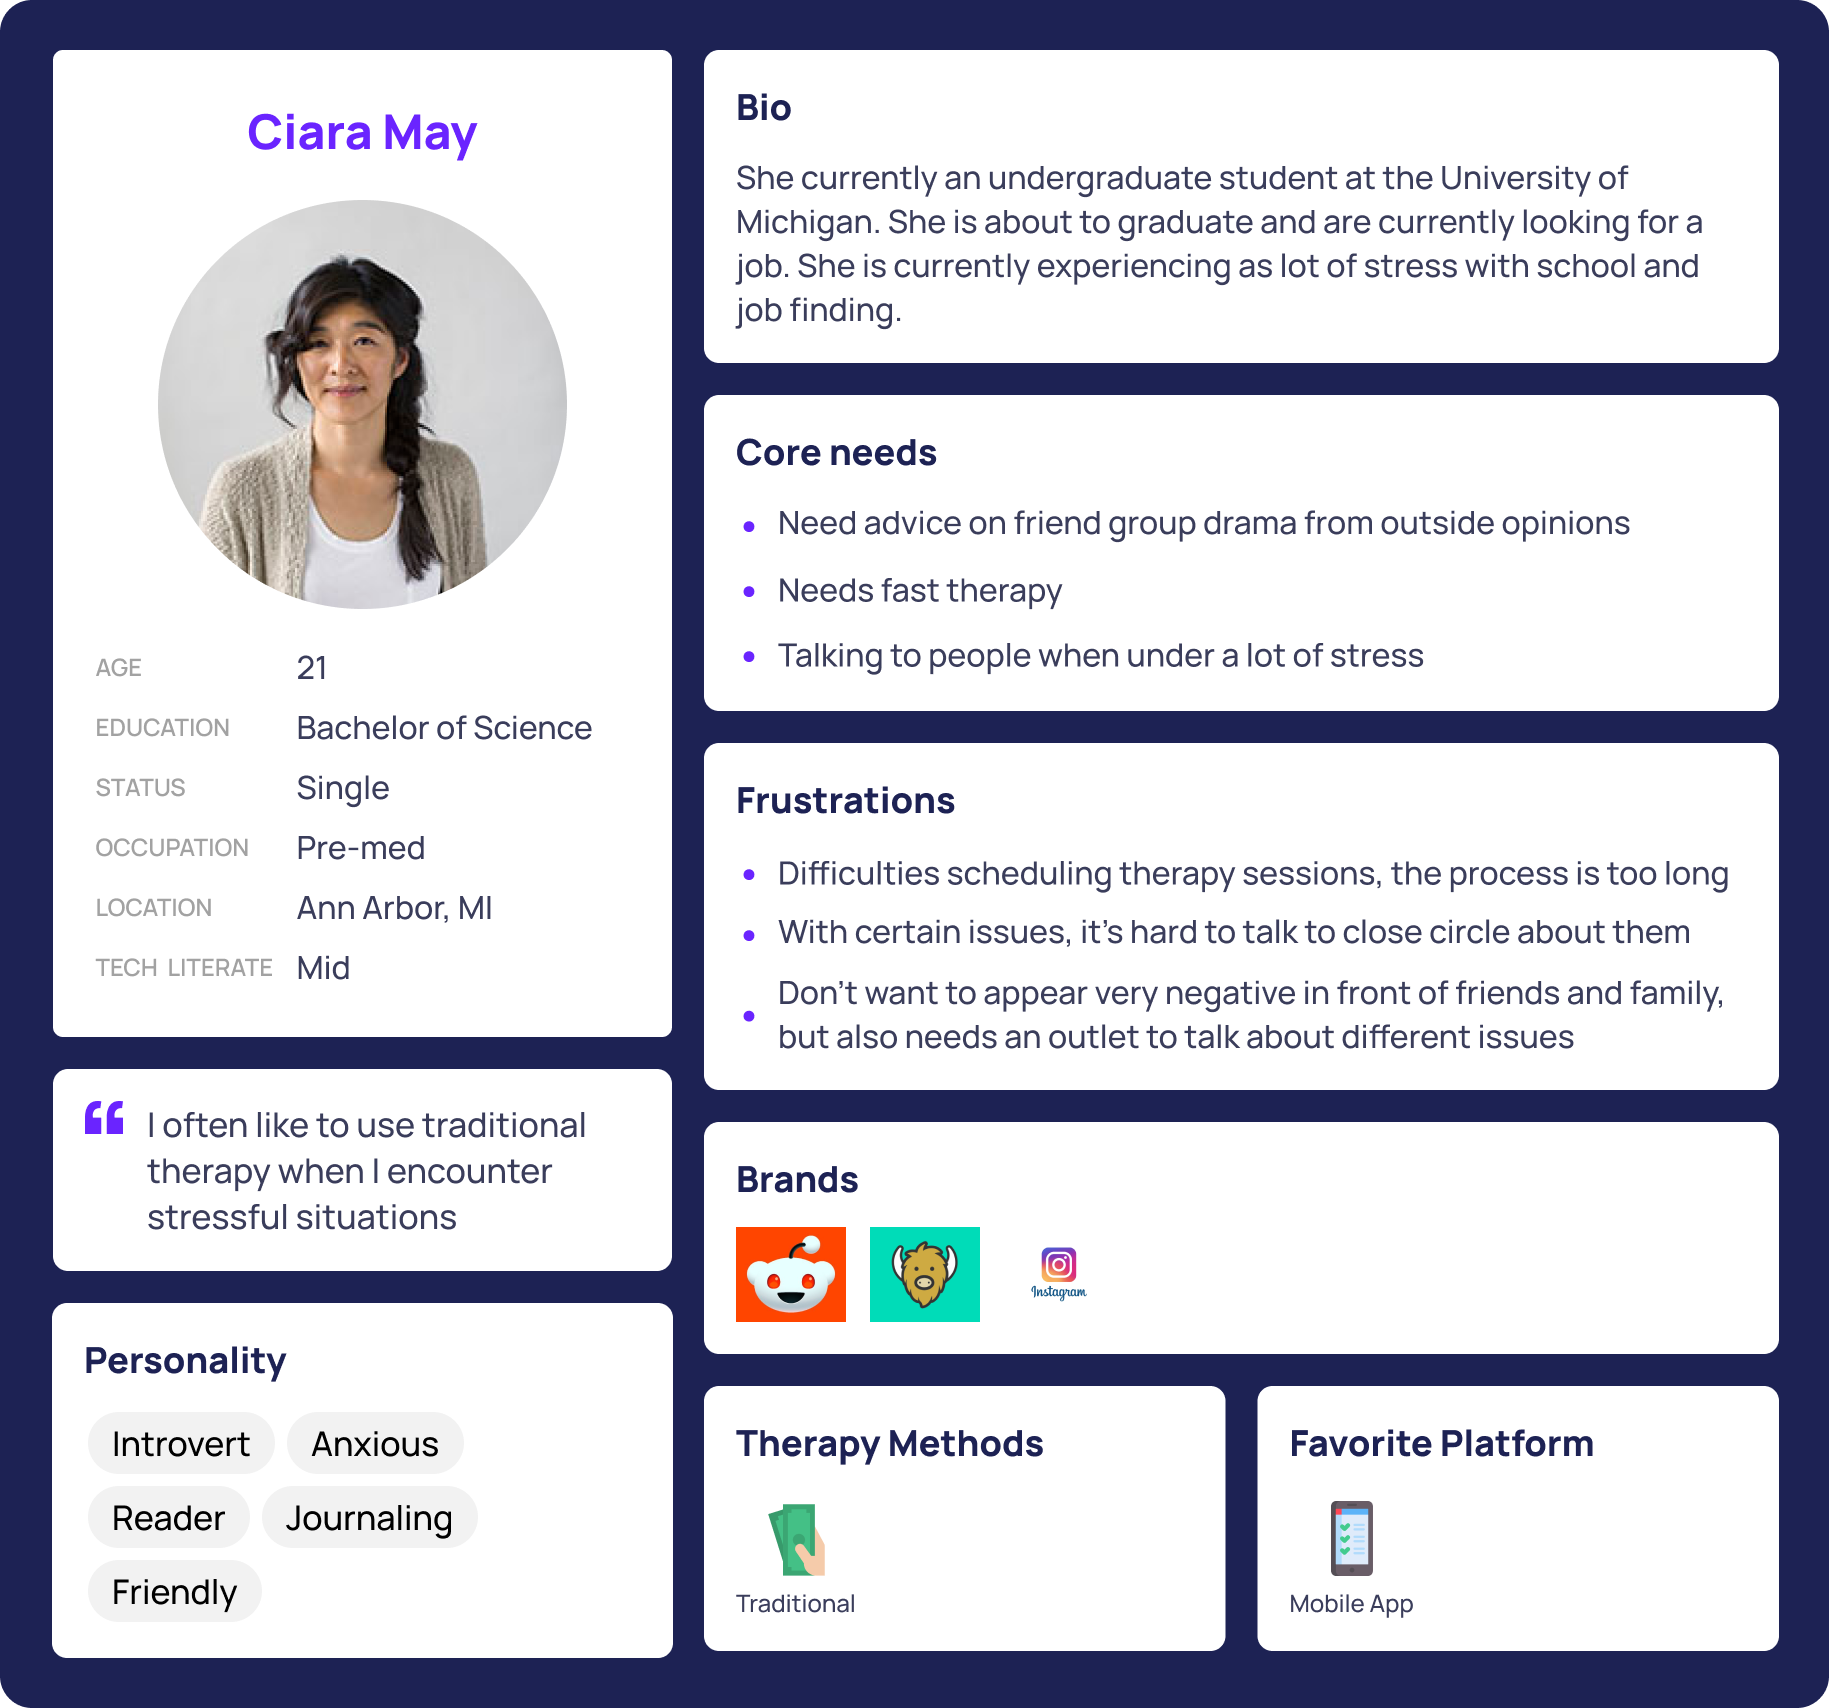 Ciara May
AGE 21
EDUCATION Bachelor of Science
STATUS Single
OCCUPATION Pre-med
LOCATION Ann Arbor, MI
TECH LITERATE Mid
“ I often like to use traditional
therapy when I encounter
stressful situations
Personality
Introvert Anxious
Reader Journaling
Friendly
Bio
She currently an undergraduate student at the University of
Michigan. She is about to graduate and are currently looking for a
job. She is currently experiencing as lot of stress with school and
job finding.
Core needs
• Need advice on friend group drama from outside opinions
• Needs fast therapy
• Talking to people when under a lot of stress
Frustrations
• Difficulties scheduling therapy sessions, the process is too long
• With certain issues, it’s hard to talk to close circle about them
• Don’t want to appear very negative in front of friends and family,
but also needs an outlet to talk about different issues
Brands
Instagram
Therapy Methods
Traditional
Favorite Platform
Mobile App